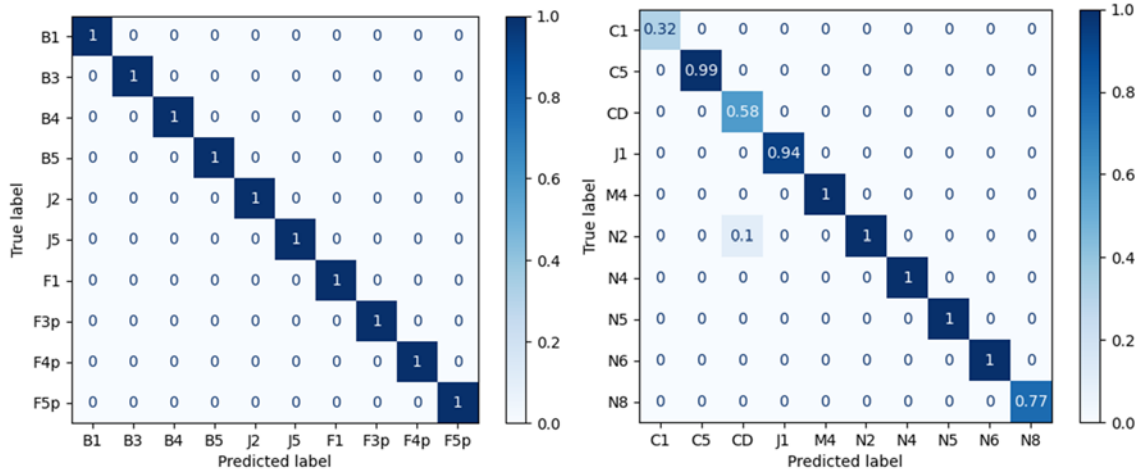 B1 1 0 0 0 0 0 0 0 0 0
B3 0 1 0 0 0 0 0 0 0 0
B4 0 0 1 0 0 0 0 0 0 0
B5 0 0 0 1 0 0 0 0 0 0
J2 0 0 0 0 1 0 0 0 0 0
J5 0 0 0 0 0 1 0 0 0 0
F1 0 0 0 0 0 0 1 0 0 0
F3p 0 0 0 0 0 0 0 1 0 0
F4p 0 0 0 0 0 0 0 0 1 0
F5p 0 0 0 0 0 0 0 0 0 1
B1 B3 B4 B5 J2 J5 F1 F3p F4p F5p
Predicted label
True label
1.0
0.8
0.6
0.4
0.2
0.0
C1 0.32 0 0 0 0 0 0 0 0 0
C5 0 0.99 0 0 0 0 0 0 0 0
CD 0 0 0.58 0 0 0 0 0 0 0
J1 0 0 0 0.94 0 0 0 0 0 0
M4 0 0 0 0 1 0 0 0 0 0
N2 0 0 0.1 0 0 1 0 0 0 0
N4 0 0 0 0 0 0 1 0 0 0
N5 0 0 0 0 0 0 0 1 0 0
N6 0 0 0 0 0 0 0 0 1 0
N8 0 0 0 0 0 0 0 0 0 0.77
C1 C5 CD J1 M4 N2 N4 N5 N6 N8
Predicted label
True label
1.0
0.8
0.6
0.4
0.2
0.0